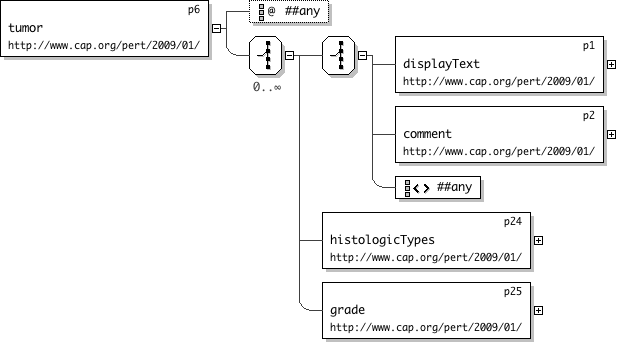 p6
tumor
http://www.cap.org/pert/2009/01/
@ ##any
0..∞
p1
displayText
http://www.cap.org/pert/2009/01/
p2
comment
http://www.cap.org/pert/2009/01/
<> ##any
p24
histologicTypes
http://www.cap.org/pert/2009/01/
p25
grade
http://www.cap.org/pert/2009/01/